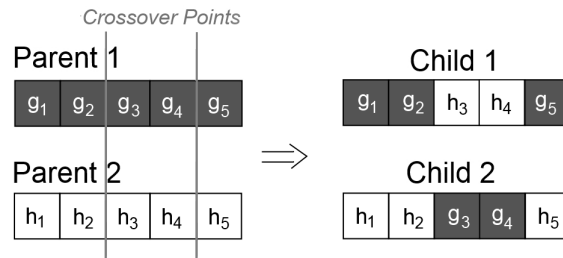 Crossover Points
Parent 1
g₁ g₂ g₃ g₄ g₅
Parent 2
h₁ h₂ h₃ h₄ h₅
Child 1
g₁ g₂ h₃ h₄ g₅
Child 2
h₁ h₂ g₃ g₄ h₅